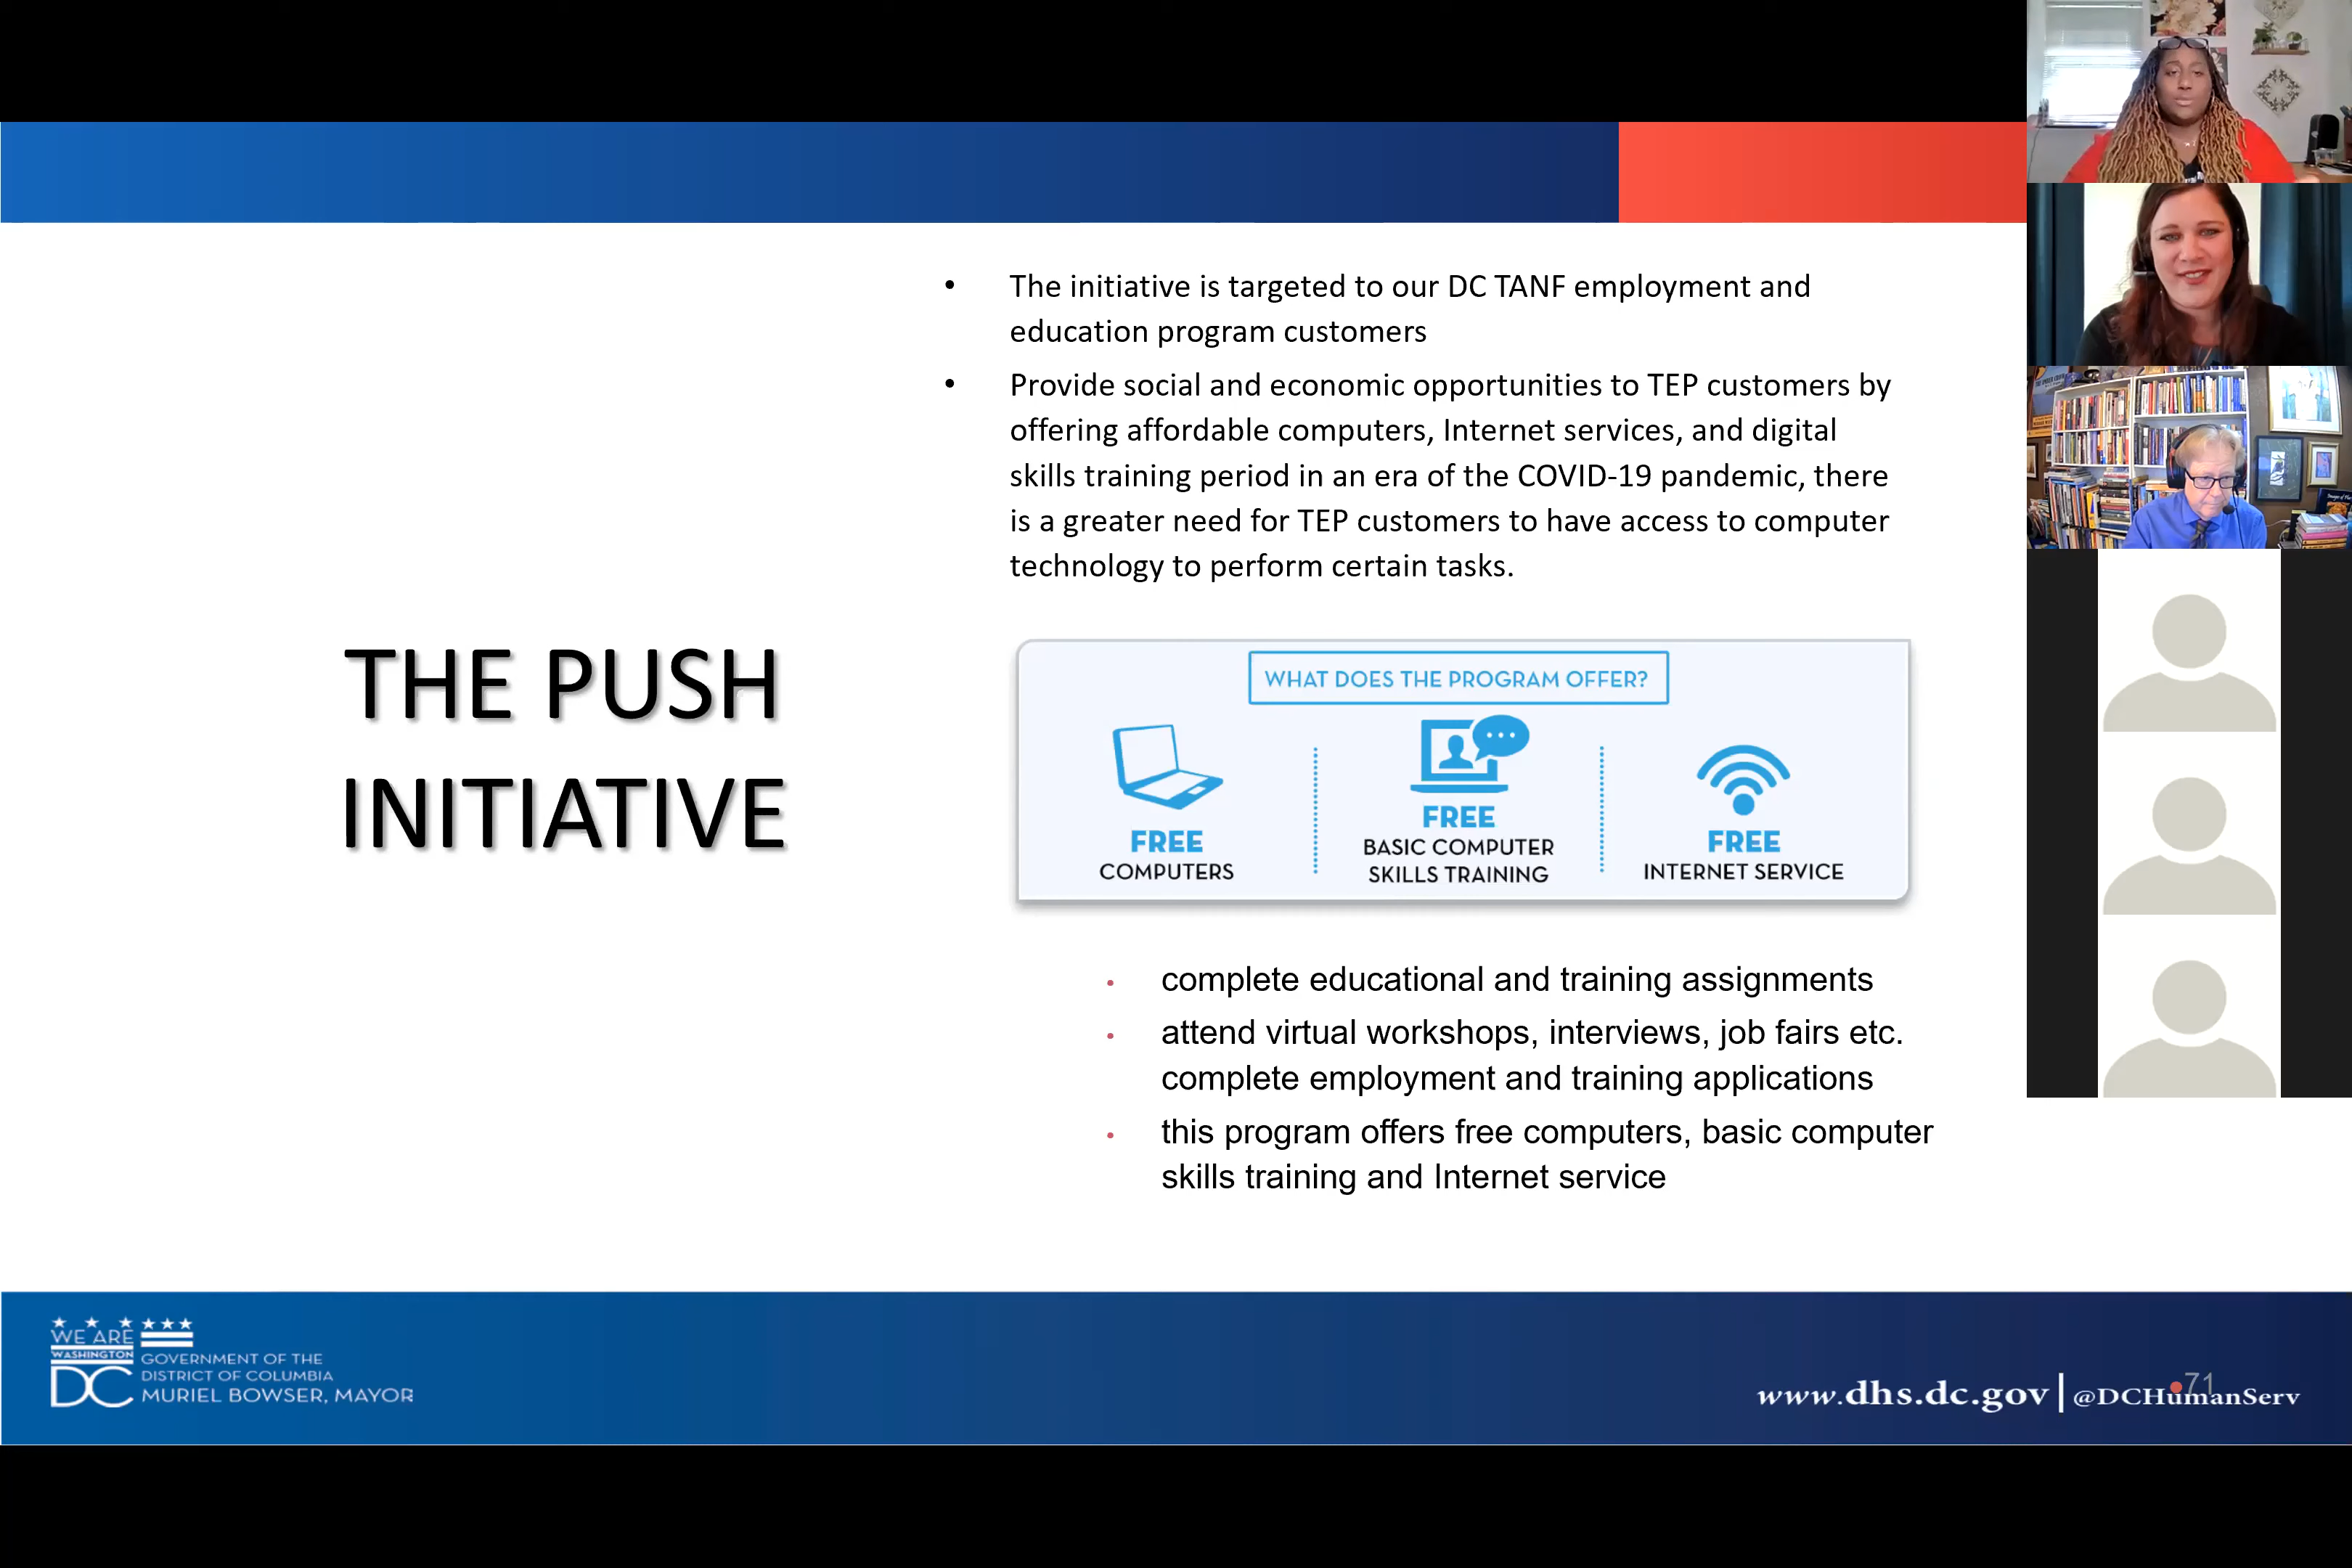 THE PUSH
INITIATIVE
• The initiative is targeted to our DC TANF employment and
education program customers
• Provide social and economic opportunities to TEP customers by
offering affordable computers, Internet services, and digital
skills training period in an era of the COVID-19 pandemic, there
is a greater need for TEP customers to have access to computer
technology to perform certain tasks.
WHAT DOES THE PROGRAM OFFER?
FREE
COMPUTERS
FREE
BASIC COMPUTER
SKILLS TRAINING
FREE
INTERNET SERVICE
• complete educational and training assignments
• attend virtual workshops, interviews, job fairs etc.
complete employment and training applications
• this program offers free computers, basic computer
skills training and Internet service
WE ARE
WASHINGTON
DC
GOVERNMENT OF THE
DISTRICT OF COLUMBIA
MURIEL BOWSER, MAYOR
71
www.dhs.dc.gov | @DCHumanServ